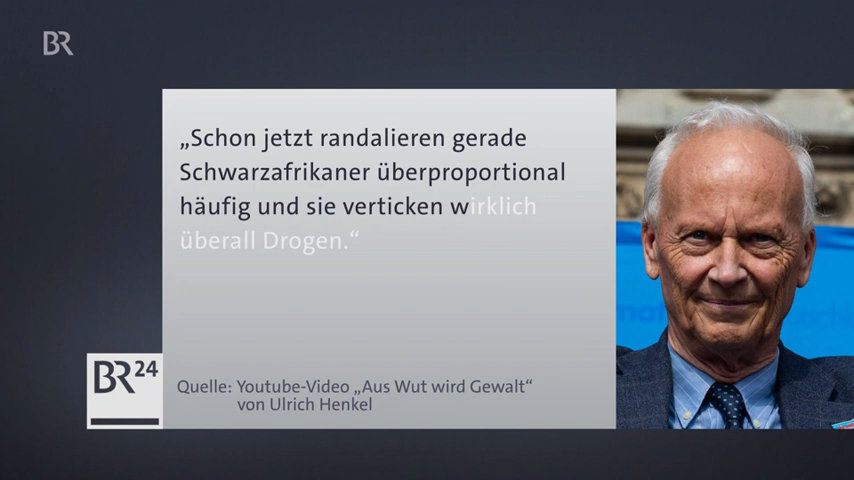 BR
„Schon jetzt randalieren gerade
Schwarzafrikaner überproportional
häufig und sie verticken wirklich
überall Drogen.“
BR24
Quelle: Youtube-Video „Aus Wut wird Gewalt“
von Ulrich Henkel